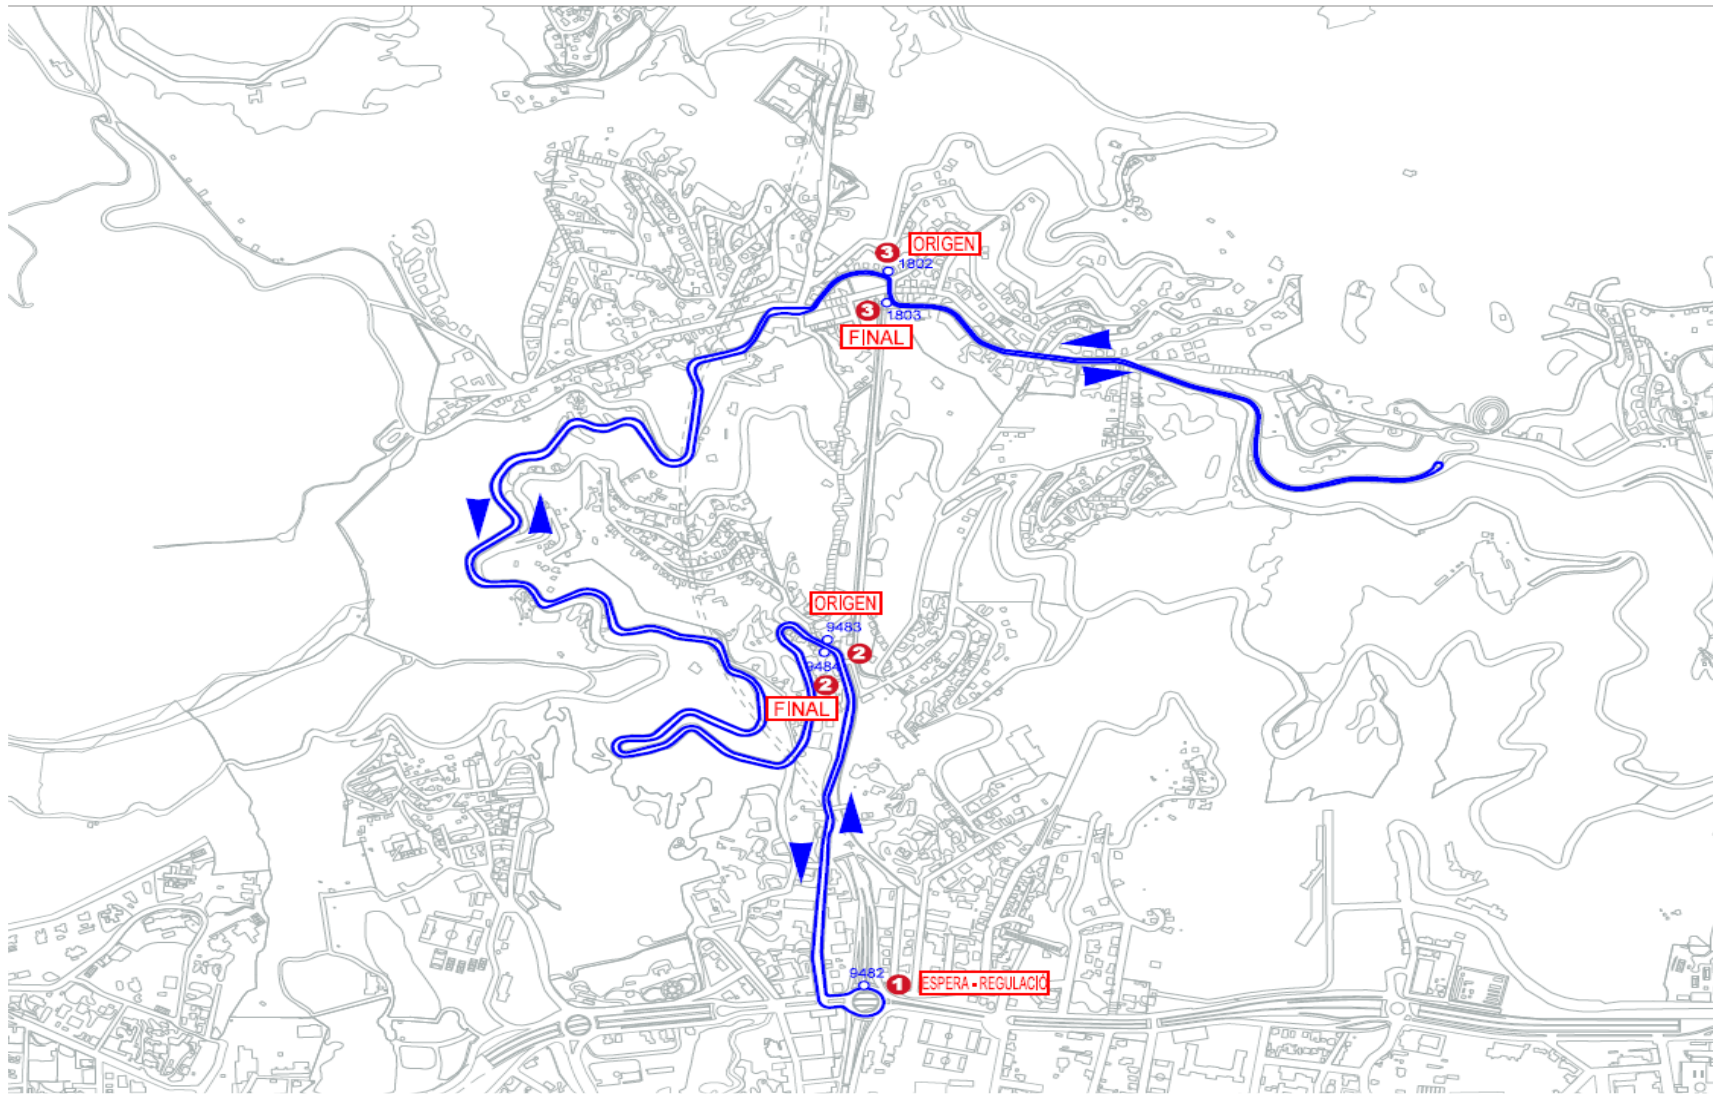 3 ORIGEN
1802
3 1803
FINAL
ORIGEN
9483
2
9484
2
FINAL
9482
1 ESPERA - REGULACIÓ